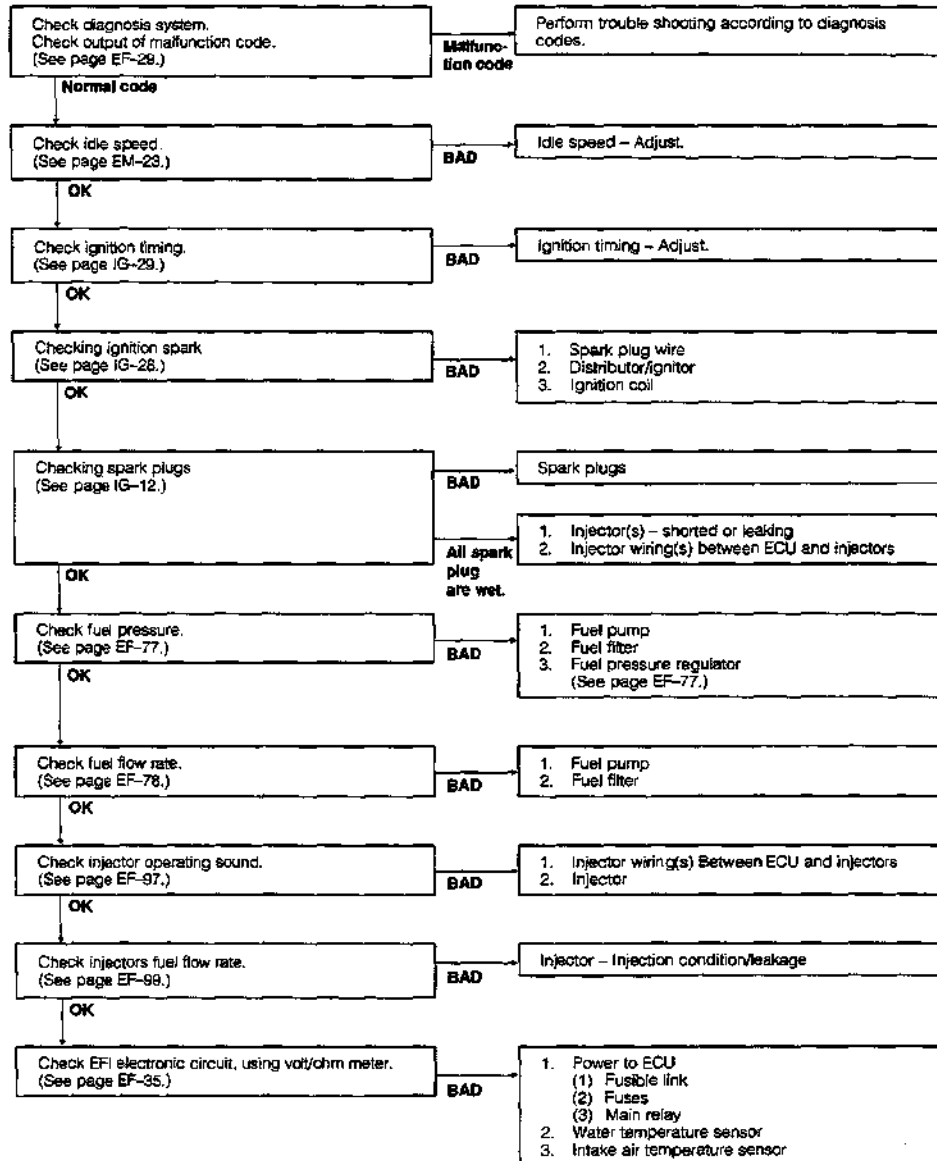 Check diagnosis system.
Check output of malfunction code.
(See page EF–29.)
Malfunc-
tion code
Perform trouble shooting according to diagnosis
codes.
Normal code
Check idle speed.
(See page EM–23.)
BAD
Idle speed – Adjust.
OK
Check ignition timing.
(See page IG–29.)
BAD
Ignition timing – Adjust.
OK
Checking ignition spark
(See page IG–28.)
BAD
1. Spark plug wire
2. Distributor/ignitor
3. Ignition coil
OK
Checking spark plugs
(See page IG–12.)
BAD
Spark plugs
All spark
plug
are wet.
1. Injector(s) – shorted or leaking
2. Injector wiring(s) between ECU and injectors
OK
Check fuel pressure.
(See page EF–77.)
BAD
1. Fuel pump
2. Fuel filter
3. Fuel pressure regulator
(See page EF–77.)
OK
Check fuel flow rate.
(See page EF–78.)
BAD
1. Fuel pump
2. Fuel filter
OK
Check injector operating sound.
(See page EF–97.)
BAD
1. Injector wiring(s) Between ECU and injectors
2. Injector
OK
Check injectors fuel flow rate.
(See page EF–99.)
BAD
Injector – Injection condition/leakage
OK
Check EFI electronic circuit, using volt/ohm meter.
(See page EF–35.)
BAD
1. Power to ECU
(1) Fusible link
(2) Fuses
(3) Main relay
2. Water temperature sensor
3. Intake air temperature sensor